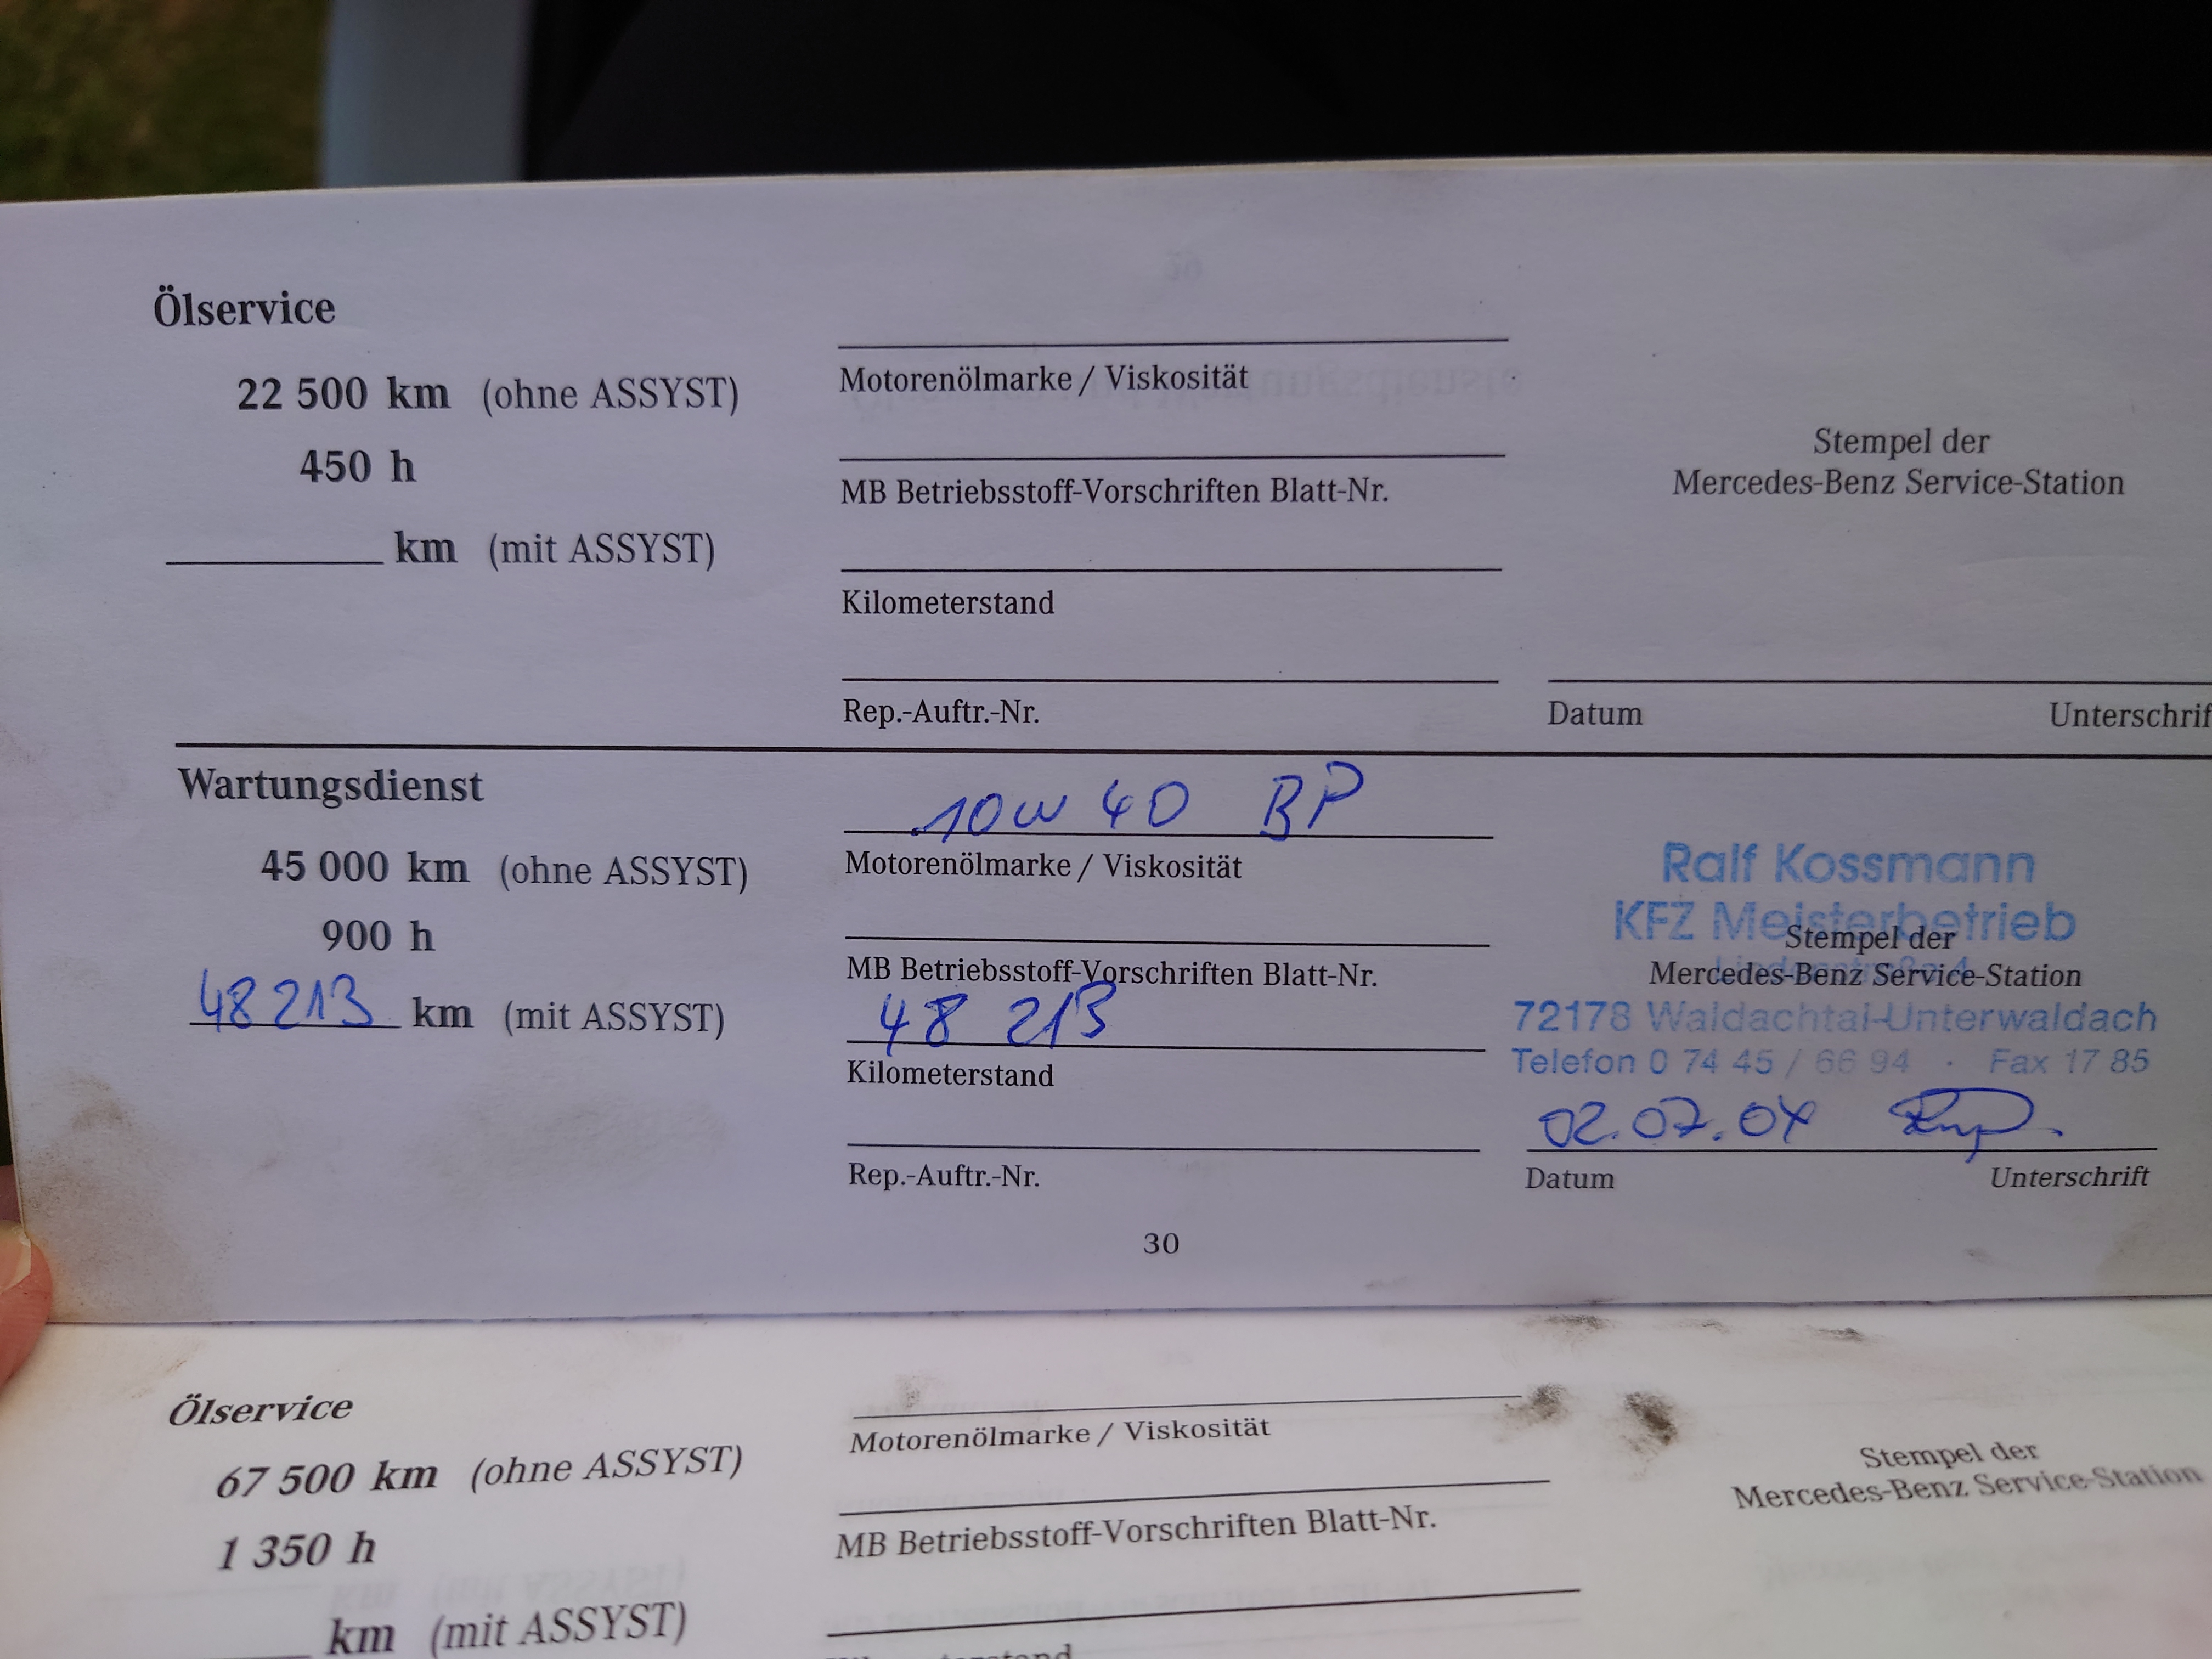 Ölservice
22 500 km (ohne ASSYST)
450 h
km (mit ASSYST)
Motorenölmarke / Viskosität
MB Betriebsstoff-Vorschriften Blatt-Nr.
Kilometerstand
Rep.-Auftr.-Nr.
Stempel der
Mercedes-Benz Service-Station
Datum Unterschrif
Wartungsdienst
45 000 km (ohne ASSYST)
900 h
48213 km (mit ASSYST)
10W 40 BP
Motorenölmarke / Viskosität
MB Betriebsstoff-Vorschriften Blatt-Nr.
48 213
Kilometerstand
Rep.-Auftr.-Nr.
Ralf Kossmann
KFZ Meisterbetrieb
Stempel der
Mercedes-Benz Service-Station
72178 Waldachtal-Unterwaldach
Telefon 0 74 45 / 66 94 · Fax 17 85
02.07.04
Datum Unterschrift
30
Ölservice
67 500 km (ohne ASSYST)
1 350 h
km (mit ASSYST)
Motorenölmarke / Viskosität
MB Betriebsstoff-Vorschriften Blatt-Nr.
Stempel der
Mercedes-Benz Service-Station